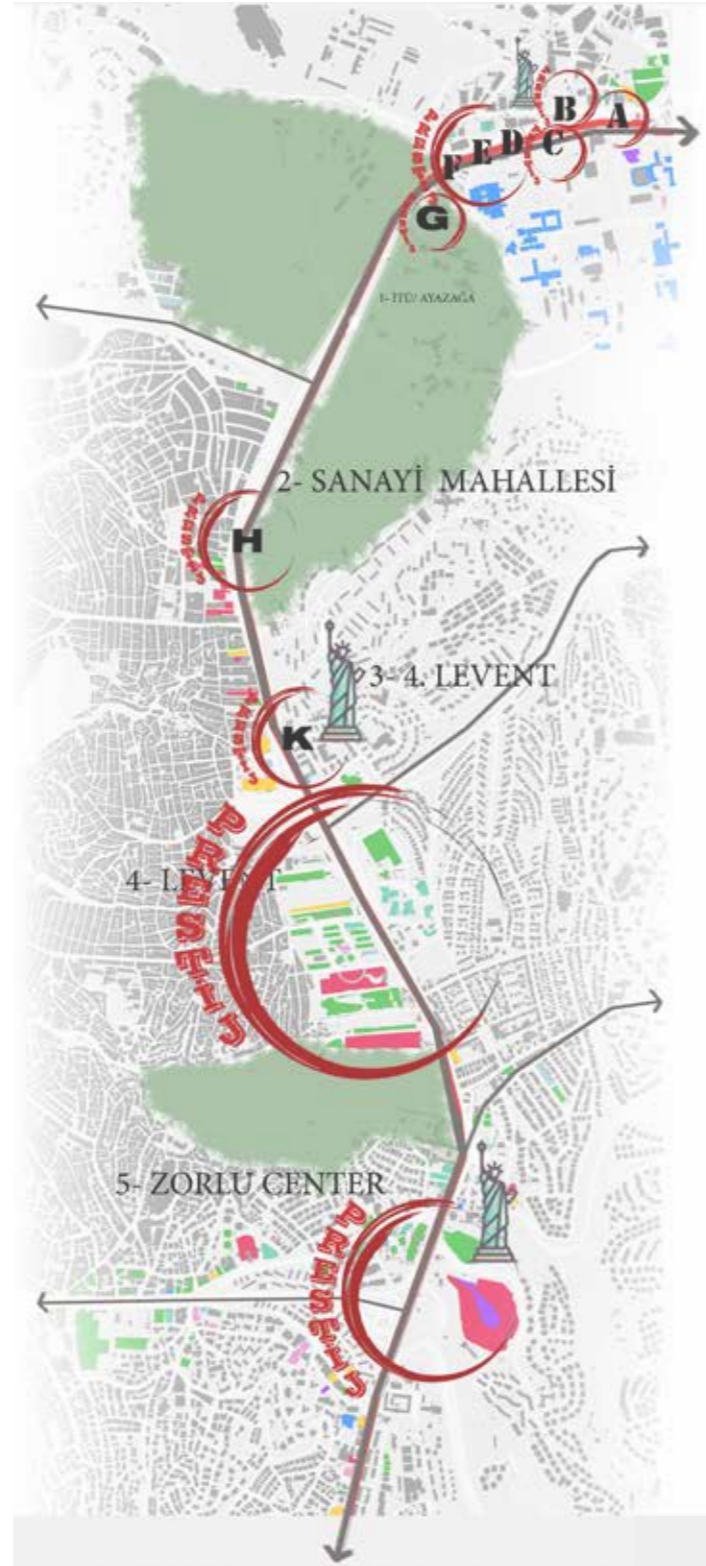 B
A
C
D
E
F
G
1- İTÜ/ AYAZAĞA
2- SANAYİ MAHALLESİ
H
3- 4. LEVENT
K
PRESTİJ
4- LEVENT
5- ZORLU CENTER
PRESTİJ